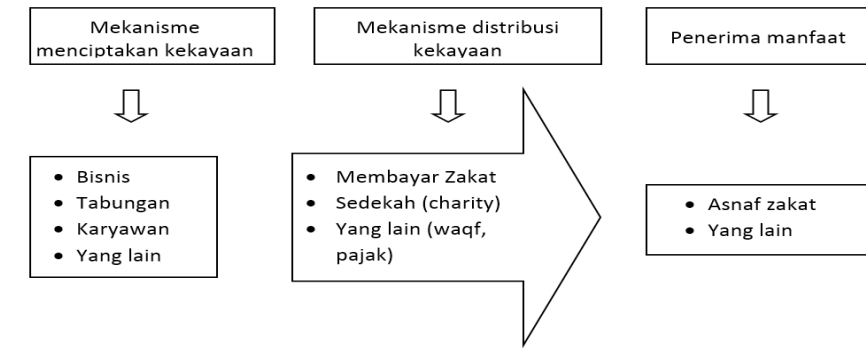 Mekanisme
menciptakan kekayaan
Mekanisme distribusi
kekayaan
Penerima manfaat
• Bisnis
• Tabungan
• Karyawan
• Yang lain
• Membayar Zakat
• Sedekah (charity)
• Yang lain (waqf,
pajak)
• Asnaf zakat
• Yang lain